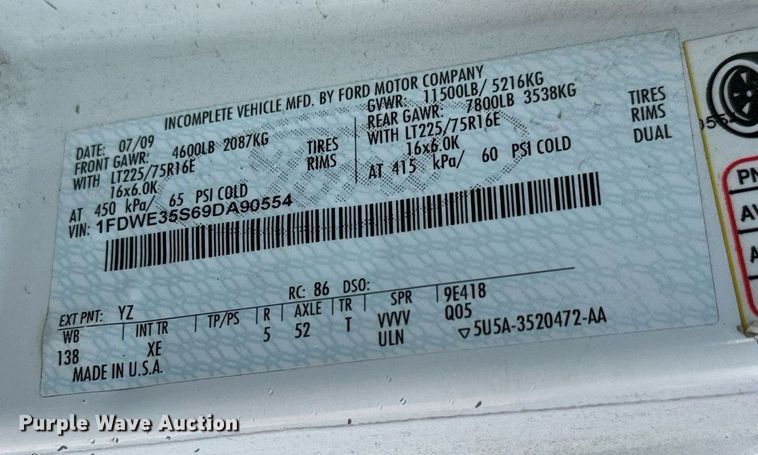 INCOMPLETE VEHICLE MFD. BY FORD MOTOR COMPANY
DATE: 07/09 GVWR: 11500LB/ 5216KG
FRONT GAWR: 4600LB 2087KG REAR GAWR: 7800LB 3538KG
WITH LT225/75R16E TIRES WITH LT225/75R16E TIRES
16x6.0K RIMS 16x6.0K RIMS
AT 450 kPa/ 65 PSI COLD AT 415 kPa/ 60 PSI COLD DUAL
VIN: 1FDWE35S69DA90554
EXT PNT: YZ RC: 86 DSO:
WB INT TR TP/PS R AXLE TR SPR 9E418
138 XE 5 52 T VVVV Q05
ULN ▽5U5A-3520472-AA
MADE IN U.S.A.
Purple Wave Auction